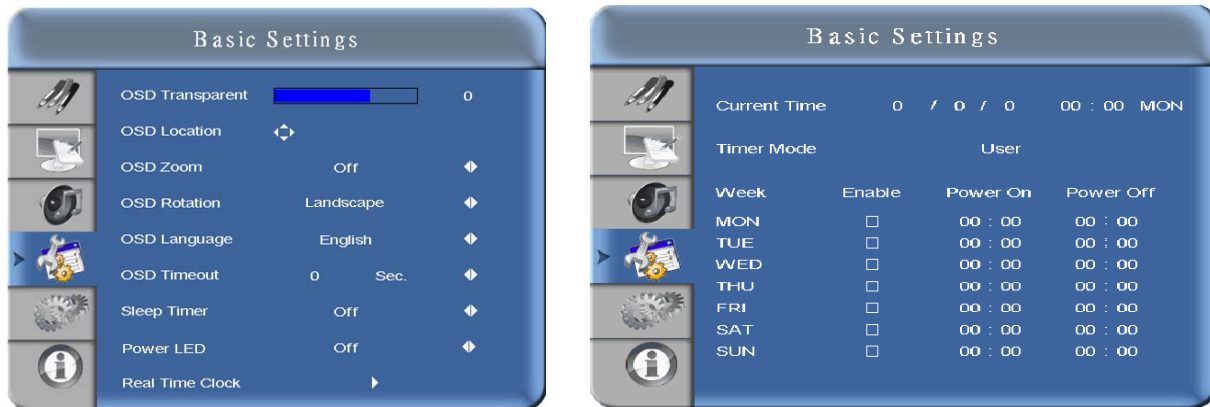 Basic Settings
OSD Transparent 0
OSD Location
OSD Zoom Off
OSD Rotation Landscape
OSD Language English
OSD Timeout 0 Sec.
Sleep Timer Off
Power LED Off
Real Time Clock
Basic Settings
Current Time 0 / 0 / 0 00 : 00 MON
Timer Mode User
Week Enable Power On Power Off
MON 00 : 00 00 : 00
TUE 00 : 00 00 : 00
WED 00 : 00 00 : 00
THU 00 : 00 00 : 00
FRI 00 : 00 00 : 00
SAT 00 : 00 00 : 00
SUN 00 : 00 00 : 00